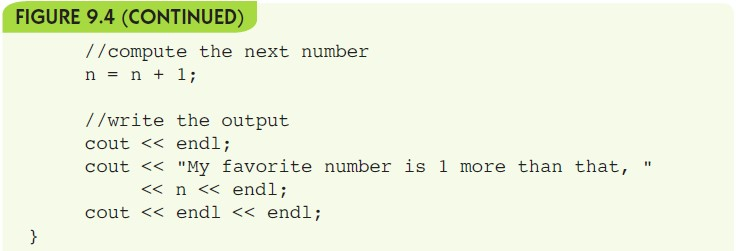 FIGURE 9.4 (CONTINUED)
//compute the next number
n = n + 1;
//write the output
cout << endl;
cout << "My favorite number is 1 more than that, "
<< n << endl;
cout << endl << endl;
}